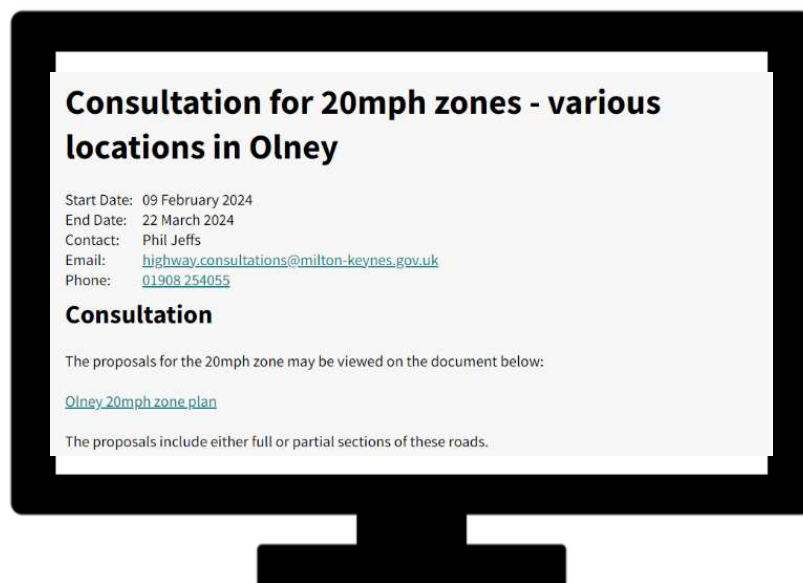 Consultation for 20mph zones - various
locations in Olney
Start Date: 09 February 2024
End Date: 22 March 2024
Contact: Phil Jeffs
Email: highway.consultations@milton-keynes.gov.uk
Phone: 01908 254055
Consultation
The proposals for the 20mph zone may be viewed on the document below:
Olney 20mph zone plan
The proposals include either full or partial sections of these roads.